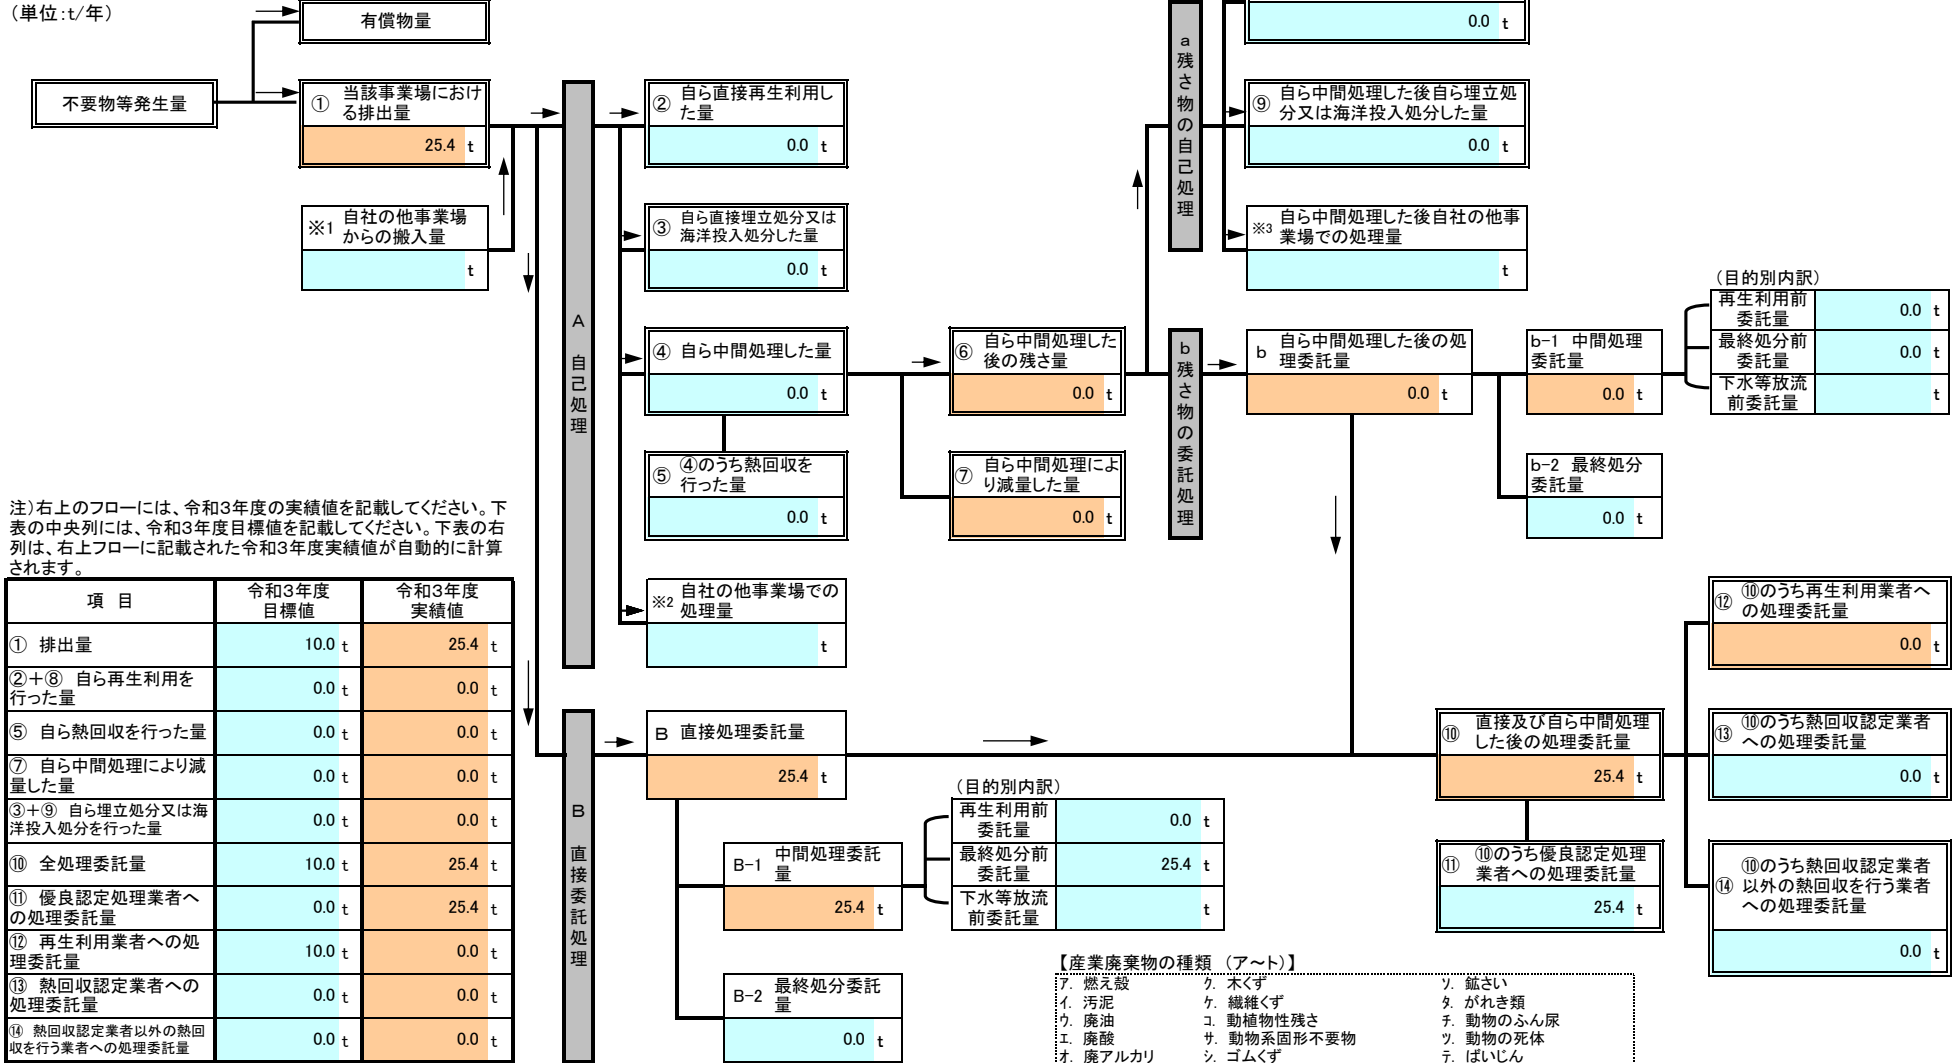 （単位:t/年）
有償物量
不要物等発生量
① 当該事業場におけ
る排出量
25.4 t
※1 自社の他事業場
からの搬入量
t
A 自己処理
② 自ら直接再生利用し
た量
0.0 t
③ 自ら直接埋立処分又は
海洋投入処分した量
0.0 t
④ 自ら中間処理した量
0.0 t
⑤ ④のうち熱回収を
行った量
0.0 t
※2 自社の他事業場での
処理量
t
⑥ 自ら中間処理した
後の残さ量
0.0 t
⑦ 自ら中間処理によ
り減量した量
0.0 t
a 残さ物の自己処理
0.0 t
⑨ 自ら中間処理した後自ら埋立処
分又は海洋投入処分した量
0.0 t
※3 自ら中間処理した後自社の他事
業場での処理量
t
b 残さ物の委託処理
b 自ら中間処理した後の処
理委託量
0.0 t
b-1 中間処理
委託量
0.0 t
b-2 最終処分
委託量
0.0 t
（目的別内訳）
再生利用前
委託量
0.0 t
最終処分前
委託量
0.0 t
下水等放流
前委託量
t
注）右上のフローには、令和３年度の実績値を記載してください。下
表の中央列には、令和３年度目標値を記載してください。下表の右
列は、右上フローに記載された令和３年度実績値が自動的に計算
されます。
項 目
令和３年度
目標値
令和３年度
実績値
① 排出量
10.0 t 25.4 t
②＋⑧ 自ら再生利用を
行った量
0.0 t 0.0 t
⑤ 自ら熱回収を行った量
0.0 t 0.0 t
⑦ 自ら中間処理により減
量した量
0.0 t 0.0 t
③＋⑨ 自ら埋立処分又は海
洋投入処分を行った量
0.0 t 0.0 t
⑩ 全処理委託量
10.0 t 25.4 t
⑪ 優良認定処理業者へ
の処理委託量
0.0 t 25.4 t
⑫ 再生利用業者への処
理委託量
10.0 t 0.0 t
⑬ 熱回収認定業者への
処理委託量
0.0 t 0.0 t
⑭ 熱回収認定業者以外の熱回
収を行う業者への処理委託量
0.0 t 0.0 t
B 直接委託処理
B 直接処理委託量
25.4 t
B-1 中間処理委託
量
25.4 t
B-2 最終処分委託
量
0.0 t
（目的別内訳）
再生利用前
委託量
0.0 t
最終処分前
委託量
25.4 t
下水等放流
前委託量
t
⑩ 直接及び自ら中間処理
した後の処理委託量
25.4 t
⑪ ⑩のうち優良認定処理
業者への処理委託量
25.4 t
⑫ ⑩のうち再生利用業者へ
の処理委託量
0.0 t
⑬ ⑩のうち熱回収認定業者
への処理委託量
0.0 t
⑭ ⑩のうち熱回収認定業者
以外の熱回収を行う業者
への処理委託量
0.0 t
【産業廃棄物の種類 （ア～ト）】
ｱ. 燃え殻 ｸ. 木くず ｿ. 鉱さい
ｲ. 汚泥 ｹ. 繊維くず ﾀ. がれき類
ｳ. 廃油 ｺ. 動植物性残さ ﾁ. 動物のふん尿
ｴ. 廃酸 ｻ. 動物系固形不要物 ﾂ. 動物の死体
ｵ. 廃アルカリ ｼ. ゴムくず ﾃ. ばいじん